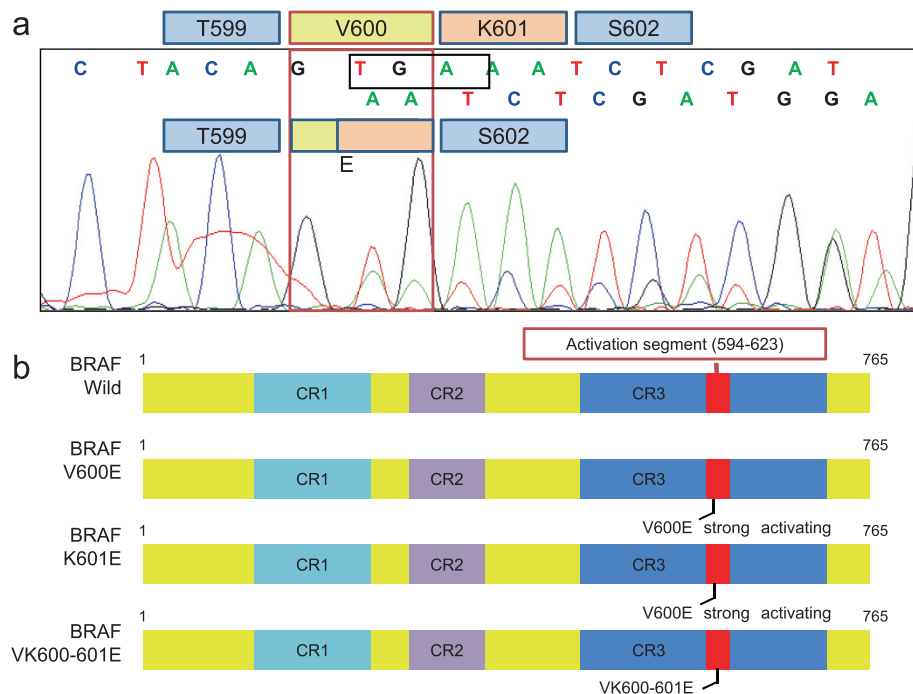 a
T599 V600 K601 S602
C T A C A G T G A A A T C T C G A T
A A T C T C G A T G G A
T599 S602
E
b
Activation segment (594-623)
BRAF Wild 1 765
CR1 CR2 CR3
BRAF V600E 1 765
CR1 CR2 CR3
V600E strong activating
BRAF K601E 1 765
CR1 CR2 CR3
V600E strong activating
BRAF VK600-601E 1 765
CR1 CR2 CR3
VK600-601E